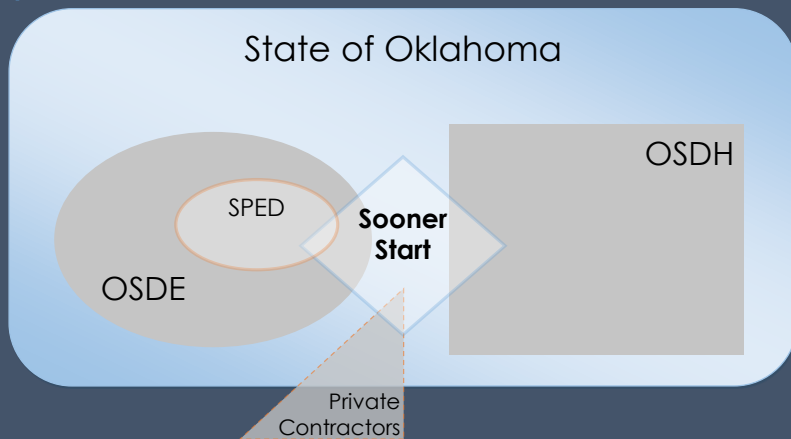 State of Oklahoma
OSDH
SPED
Sooner
Start
OSDE
Private
Contractors